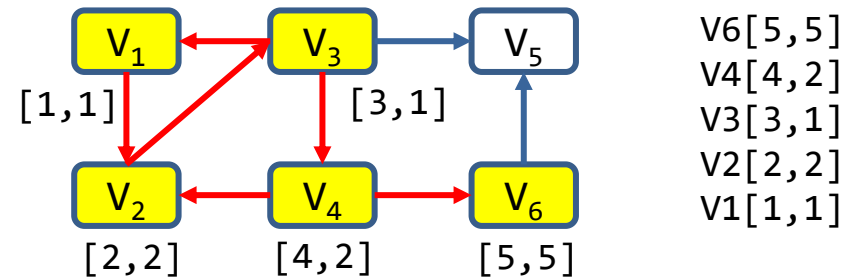 V1 V3 V5
[1,1] [3,1]
V2 V4 V6
[2,2] [4,2] [5,5]
V6[5,5]
V4[4,2]
V3[3,1]
V2[2,2]
V1[1,1]